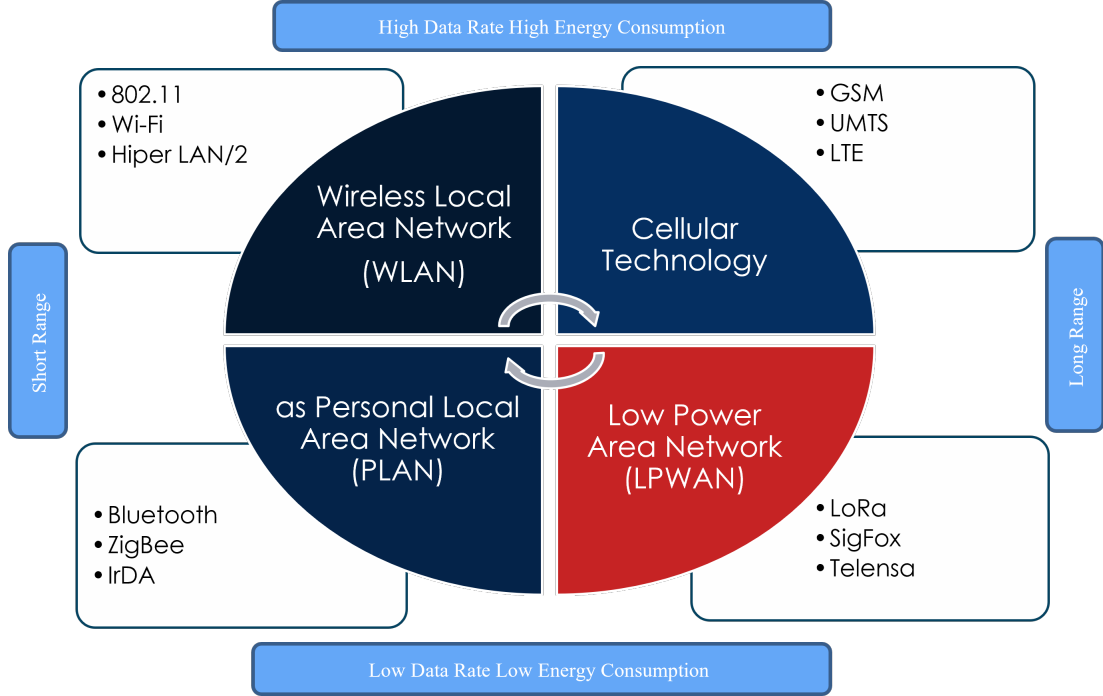 High Data Rate High Energy Consumption
• 802.11
• Wi-Fi
• Hiper LAN/2
• GSM
• UMTS
• LTE
Wireless Local
Area Network
(WLAN)
Cellular
Technology
Short Range
Long Range
as Personal Local
Area Network
(PLAN)
Low Power
Area Network
(LPWAN)
• Bluetooth
• ZigBee
• IrDA
• LoRa
• SigFox
• Telensa
Low Data Rate Low Energy Consumption